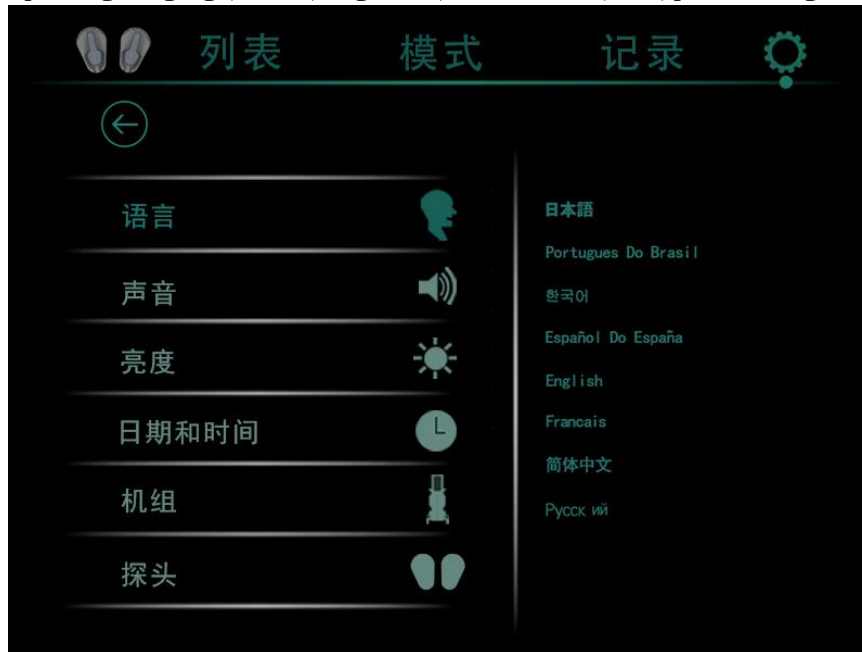 列表 模式 记录
语言
声音
亮度
日期和时间
机组
探头
日本語
Portugues Do Brasil
한국어
Español Do España
English
Francais
简体中文
Русск ий